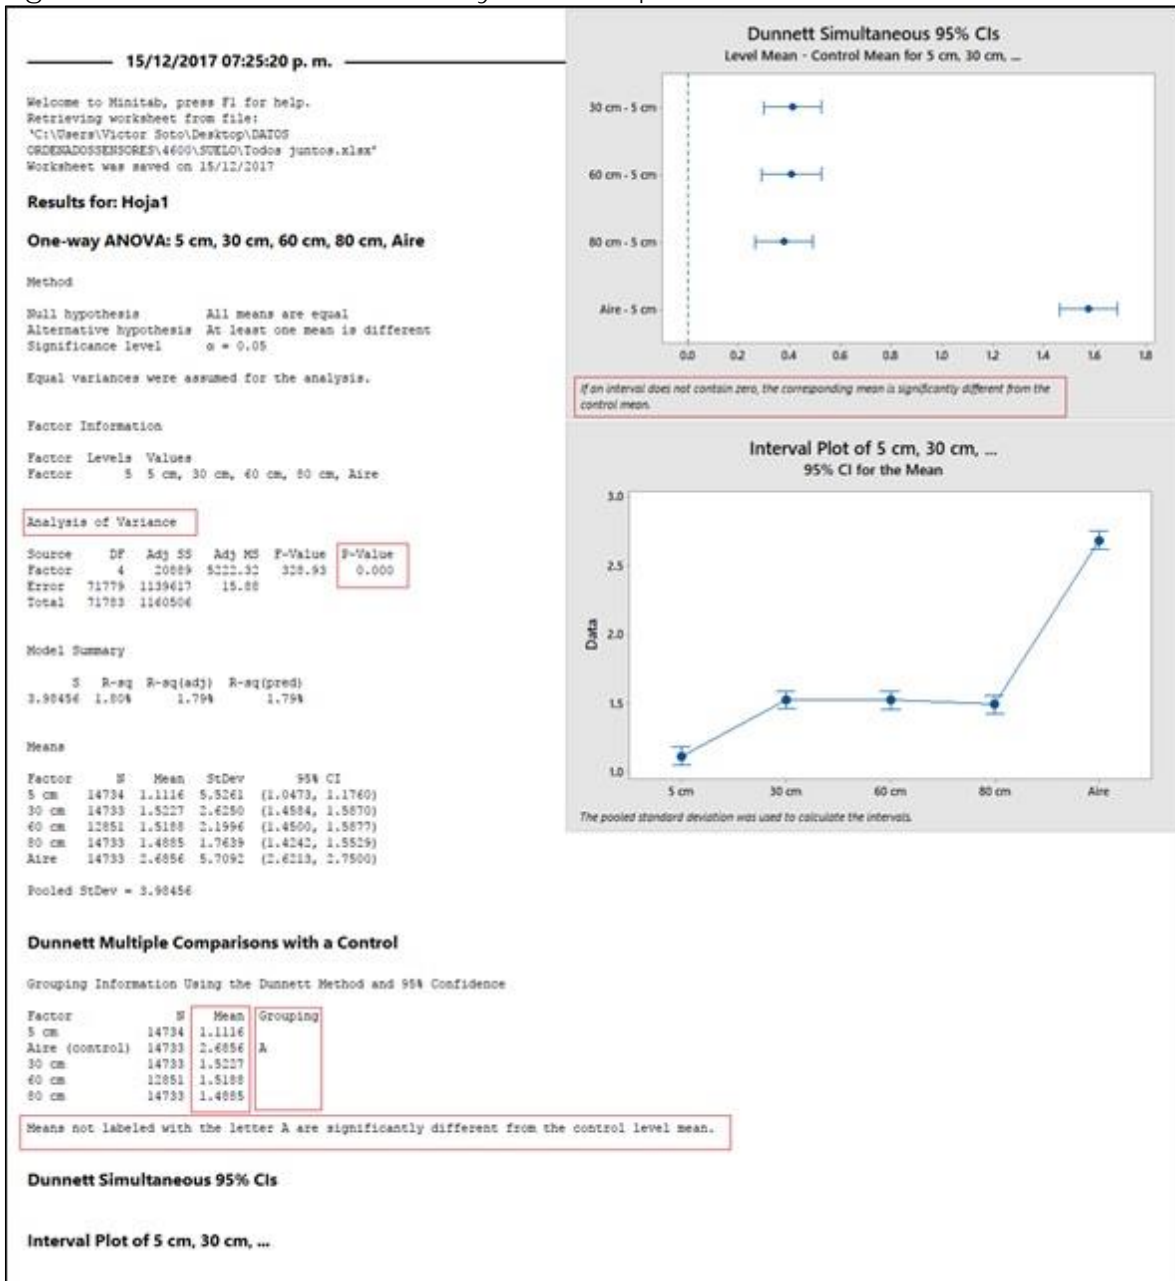 15/12/2017 07:25:20 p. m.
Welcome to Minitab, press F1 for help.
Retrieving worksheet from file:
'C:\Users\Victor Soto\Desktop\DATOS
ORDENADOSSENSORES\4600\SUELO\Todos juntos.xlsx'
Worksheet was saved on 15/12/2017
Results for: Hoja1
One-way ANOVA: 5 cm, 30 cm, 60 cm, 80 cm, Aire
Method
Null hypothesis All means are equal
Alternative hypothesis At least one mean is different
Significance level α = 0.05
Equal variances were assumed for the analysis.
Factor Information
Factor Levels Values
Factor 5 5 cm, 30 cm, 60 cm, 80 cm, Aire
Analysis of Variance
Source DF Adj SS Adj MS F-Value P-Value
Factor 4 20889 5222.32 328.93 0.000
Error 71779 1139617 15.88
Total 71783 1160506
Model Summary
S R-sq R-sq(adj) R-sq(pred)
3.98456 1.80% 1.79% 1.79%
Means
Factor N Mean StDev 95% CI
5 cm 14734 1.1116 5.5261 (1.0473, 1.1760)
30 cm 14733 1.5227 2.6250 (1.4584, 1.5870)
60 cm 12851 1.5188 2.1996 (1.4500, 1.5877)
80 cm 14733 1.4885 1.7639 (1.4242, 1.5529)
Aire 14733 2.6856 5.7092 (2.6213, 2.7500)
Pooled StDev = 3.98456
Dunnett Multiple Comparisons with a Control
Grouping Information Using the Dunnett Method and 95% Confidence
Factor N Mean Grouping
5 cm 14734 1.1116
Aire (control) 14733 2.6856 A
30 cm 14733 1.5227
60 cm 12851 1.5188
80 cm 14733 1.4885
Means not labeled with the letter A are significantly different from the control level mean.
Dunnett Simultaneous 95% CIs
Interval Plot of 5 cm, 30 cm, ...
Dunnett Simultaneous 95% CIs
Level Mean - Control Mean for 5 cm, 30 cm, ...
30 cm - 5 cm
60 cm - 5 cm
80 cm - 5 cm
Aire - 5 cm
0.0 0.2 0.4 0.6 0.8 1.0 1.2 1.4 1.6 1.8
If an interval does not contain zero, the corresponding mean is significantly different from the
control mean.
Interval Plot of 5 cm, 30 cm, ...
95% CI for the Mean
3.0
2.5
2.0
1.5
1.0
Data
5 cm 30 cm 60 cm 80 cm Aire
The pooled standard deviation was used to calculate the intervals.